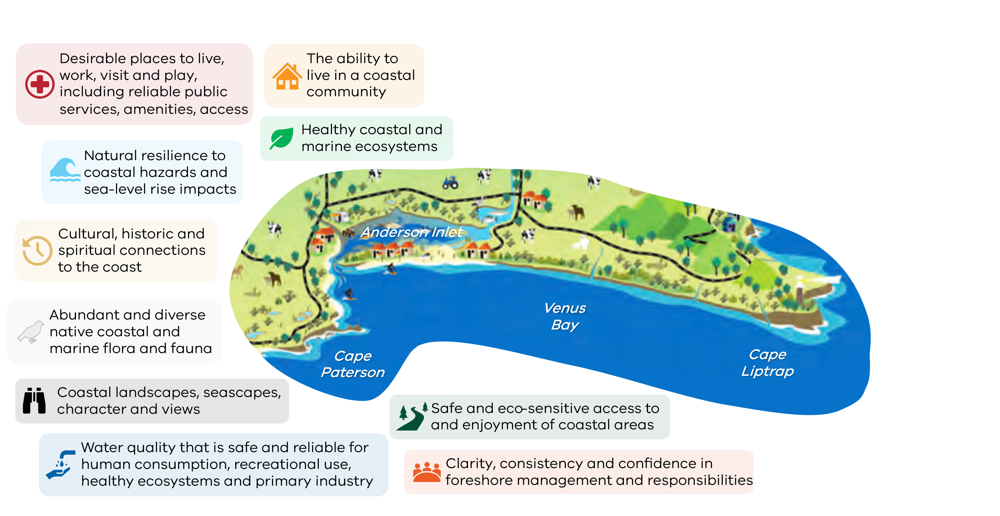 Desirable places to live,
work, visit and play,
including reliable public
services, amenities, access
The ability to
live in a coastal
community
Healthy coastal and
marine ecosystems
Natural resilience to
coastal hazards and
sea-level rise impacts
Cultural, historic and
spiritual connections
to the coast
Abundant and diverse
native coastal and
marine flora and fauna
Coastal landscapes, seascapes,
character and views
Water quality that is safe and reliable for
human consumption, recreational use,
healthy ecosystems and primary industry
Anderson Inlet
Venus
Bay
Cape
Paterson
Cape
Liptrap
Safe and eco-sensitive access to
and enjoyment of coastal areas
Clarity, consistency and confidence in
foreshore management and responsibilities